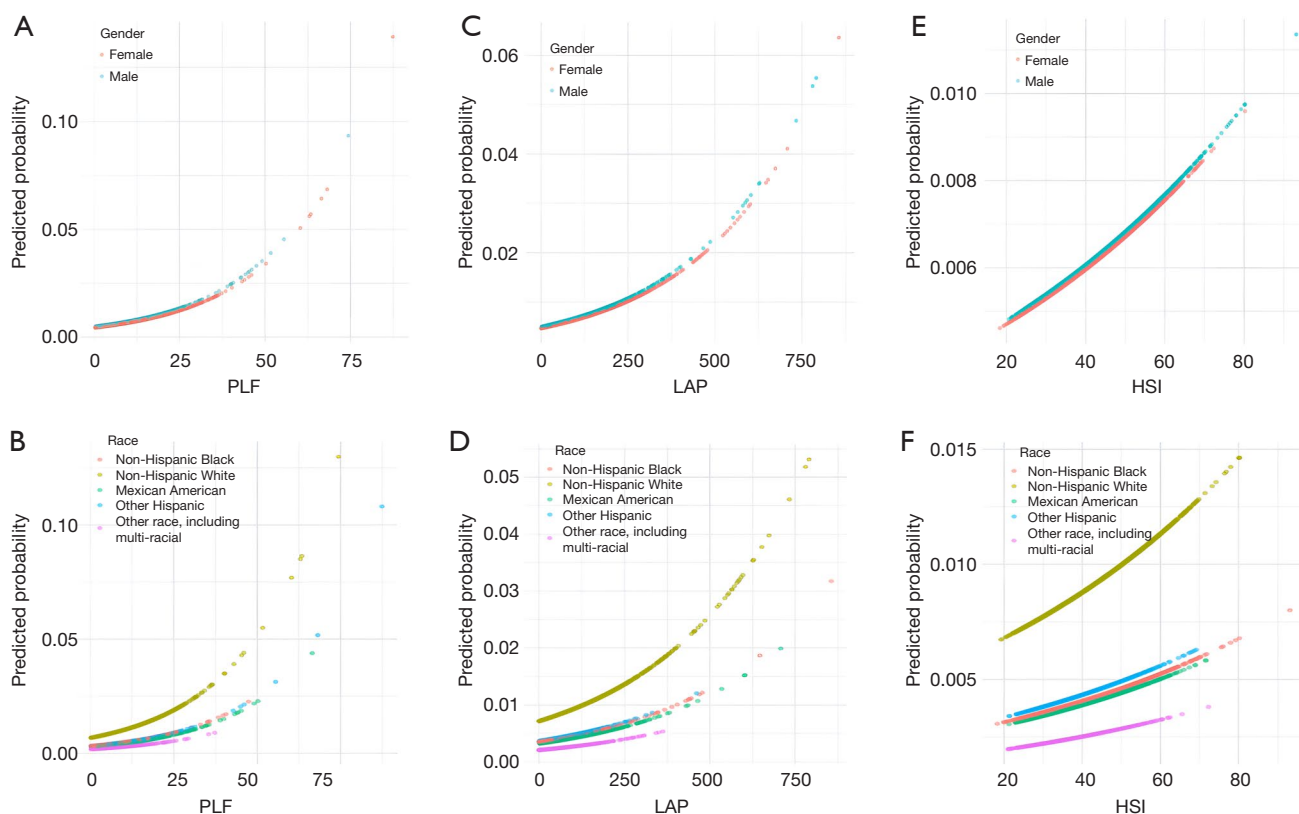 A
Gender
Female
Male
Predicted probability
0.10
0.05
0.00
0
25
50
75
PLF
C
Gender
Female
Male
Predicted probability
0.06
0.04
0.02
0
250
500
750
LAP
E
Gender
Female
Male
Predicted probability
0.010
0.008
0.006
20
40
60
80
HSI
B
Race
Non-Hispanic Black
Non-Hispanic White
Mexican American
Other Hispanic
Other race, including
multi-racial
Predicted probability
0.10
0.05
0.00
0
25
50
75
PLF
D
Race
Non-Hispanic Black
Non-Hispanic White
Mexican American
Other Hispanic
Other race, including
multi-racial
Predicted probability
0.05
0.04
0.03
0.02
0.01
0.00
0
250
500
750
LAP
F
Race
Non-Hispanic Black
Non-Hispanic White
Mexican American
Other Hispanic
Other race, including
multi-racial
Predicted probability
0.015
0.010
0.005
20
40
60
80
HSI